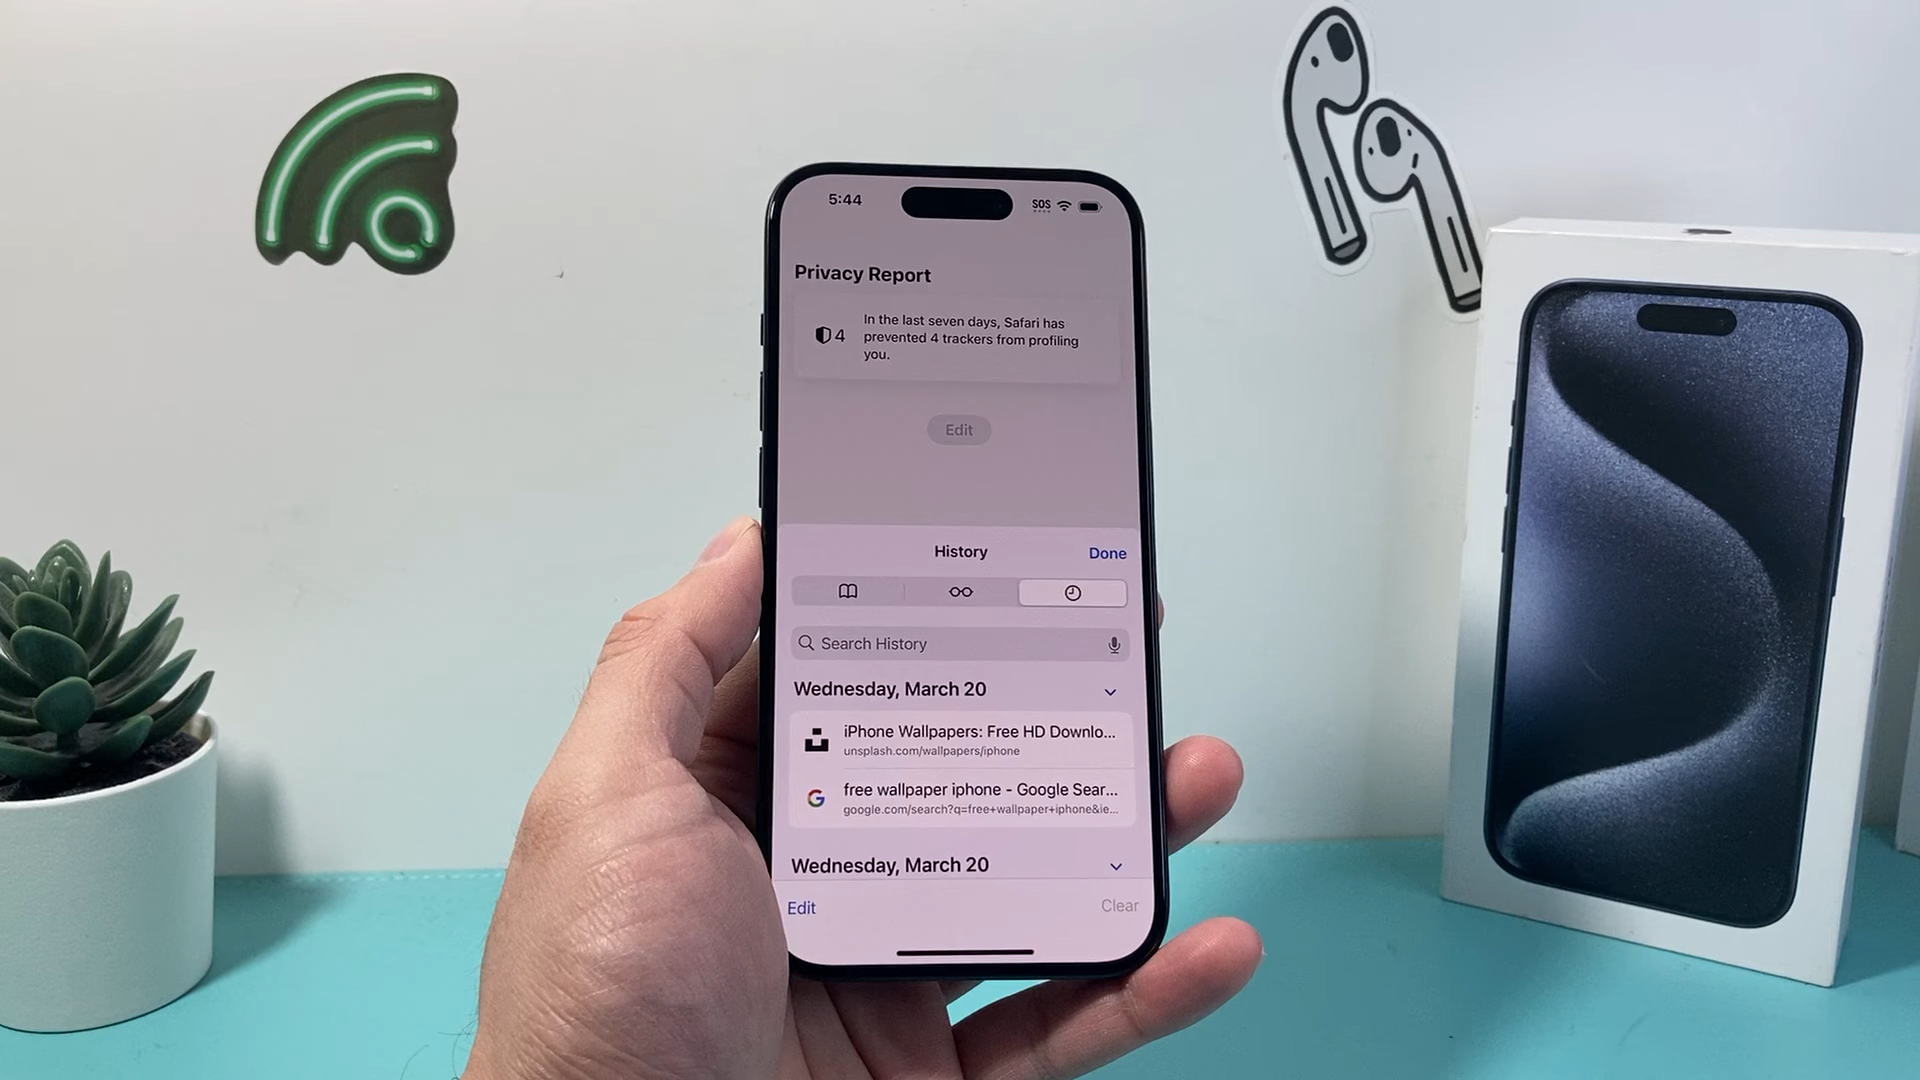 5:44
SOS
Privacy Report
4
In the last seven days, Safari has
prevented 4 trackers from profiling
you.
Edit
History
Done
Search History
Wednesday, March 20
iPhone Wallpapers: Free HD Downlo...
unsplash.com/wallpapers/iphone
free wallpaper iphone - Google Sear...
google.com/search?q=free+wallpaper+iphone&ie...
Wednesday, March 20
Edit
Clear